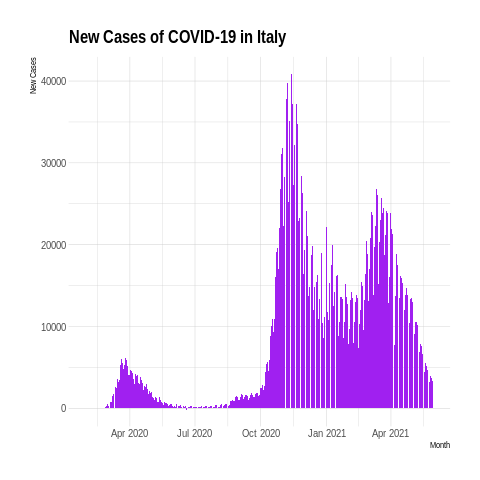 New Cases of COVID-19 in Italy
New Cases
40000
30000
20000
10000
0
Apr 2020 Jul 2020 Oct 2020 Jan 2021 Apr 2021
Month